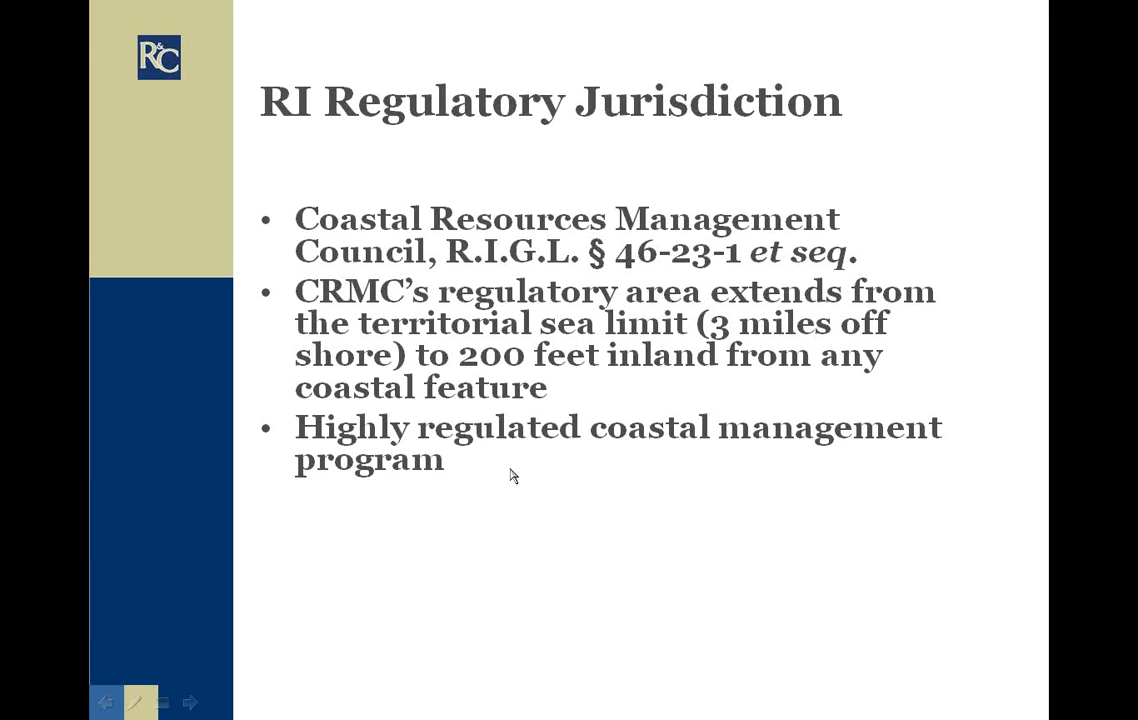 R&C
RI Regulatory Jurisdiction
• Coastal Resources Management
Council, R.I.G.L. § 46-23-1 et seq.
• CRMC’s regulatory area extends from
the territorial sea limit (3 miles off
shore) to 200 feet inland from any
coastal feature
• Highly regulated coastal management
program